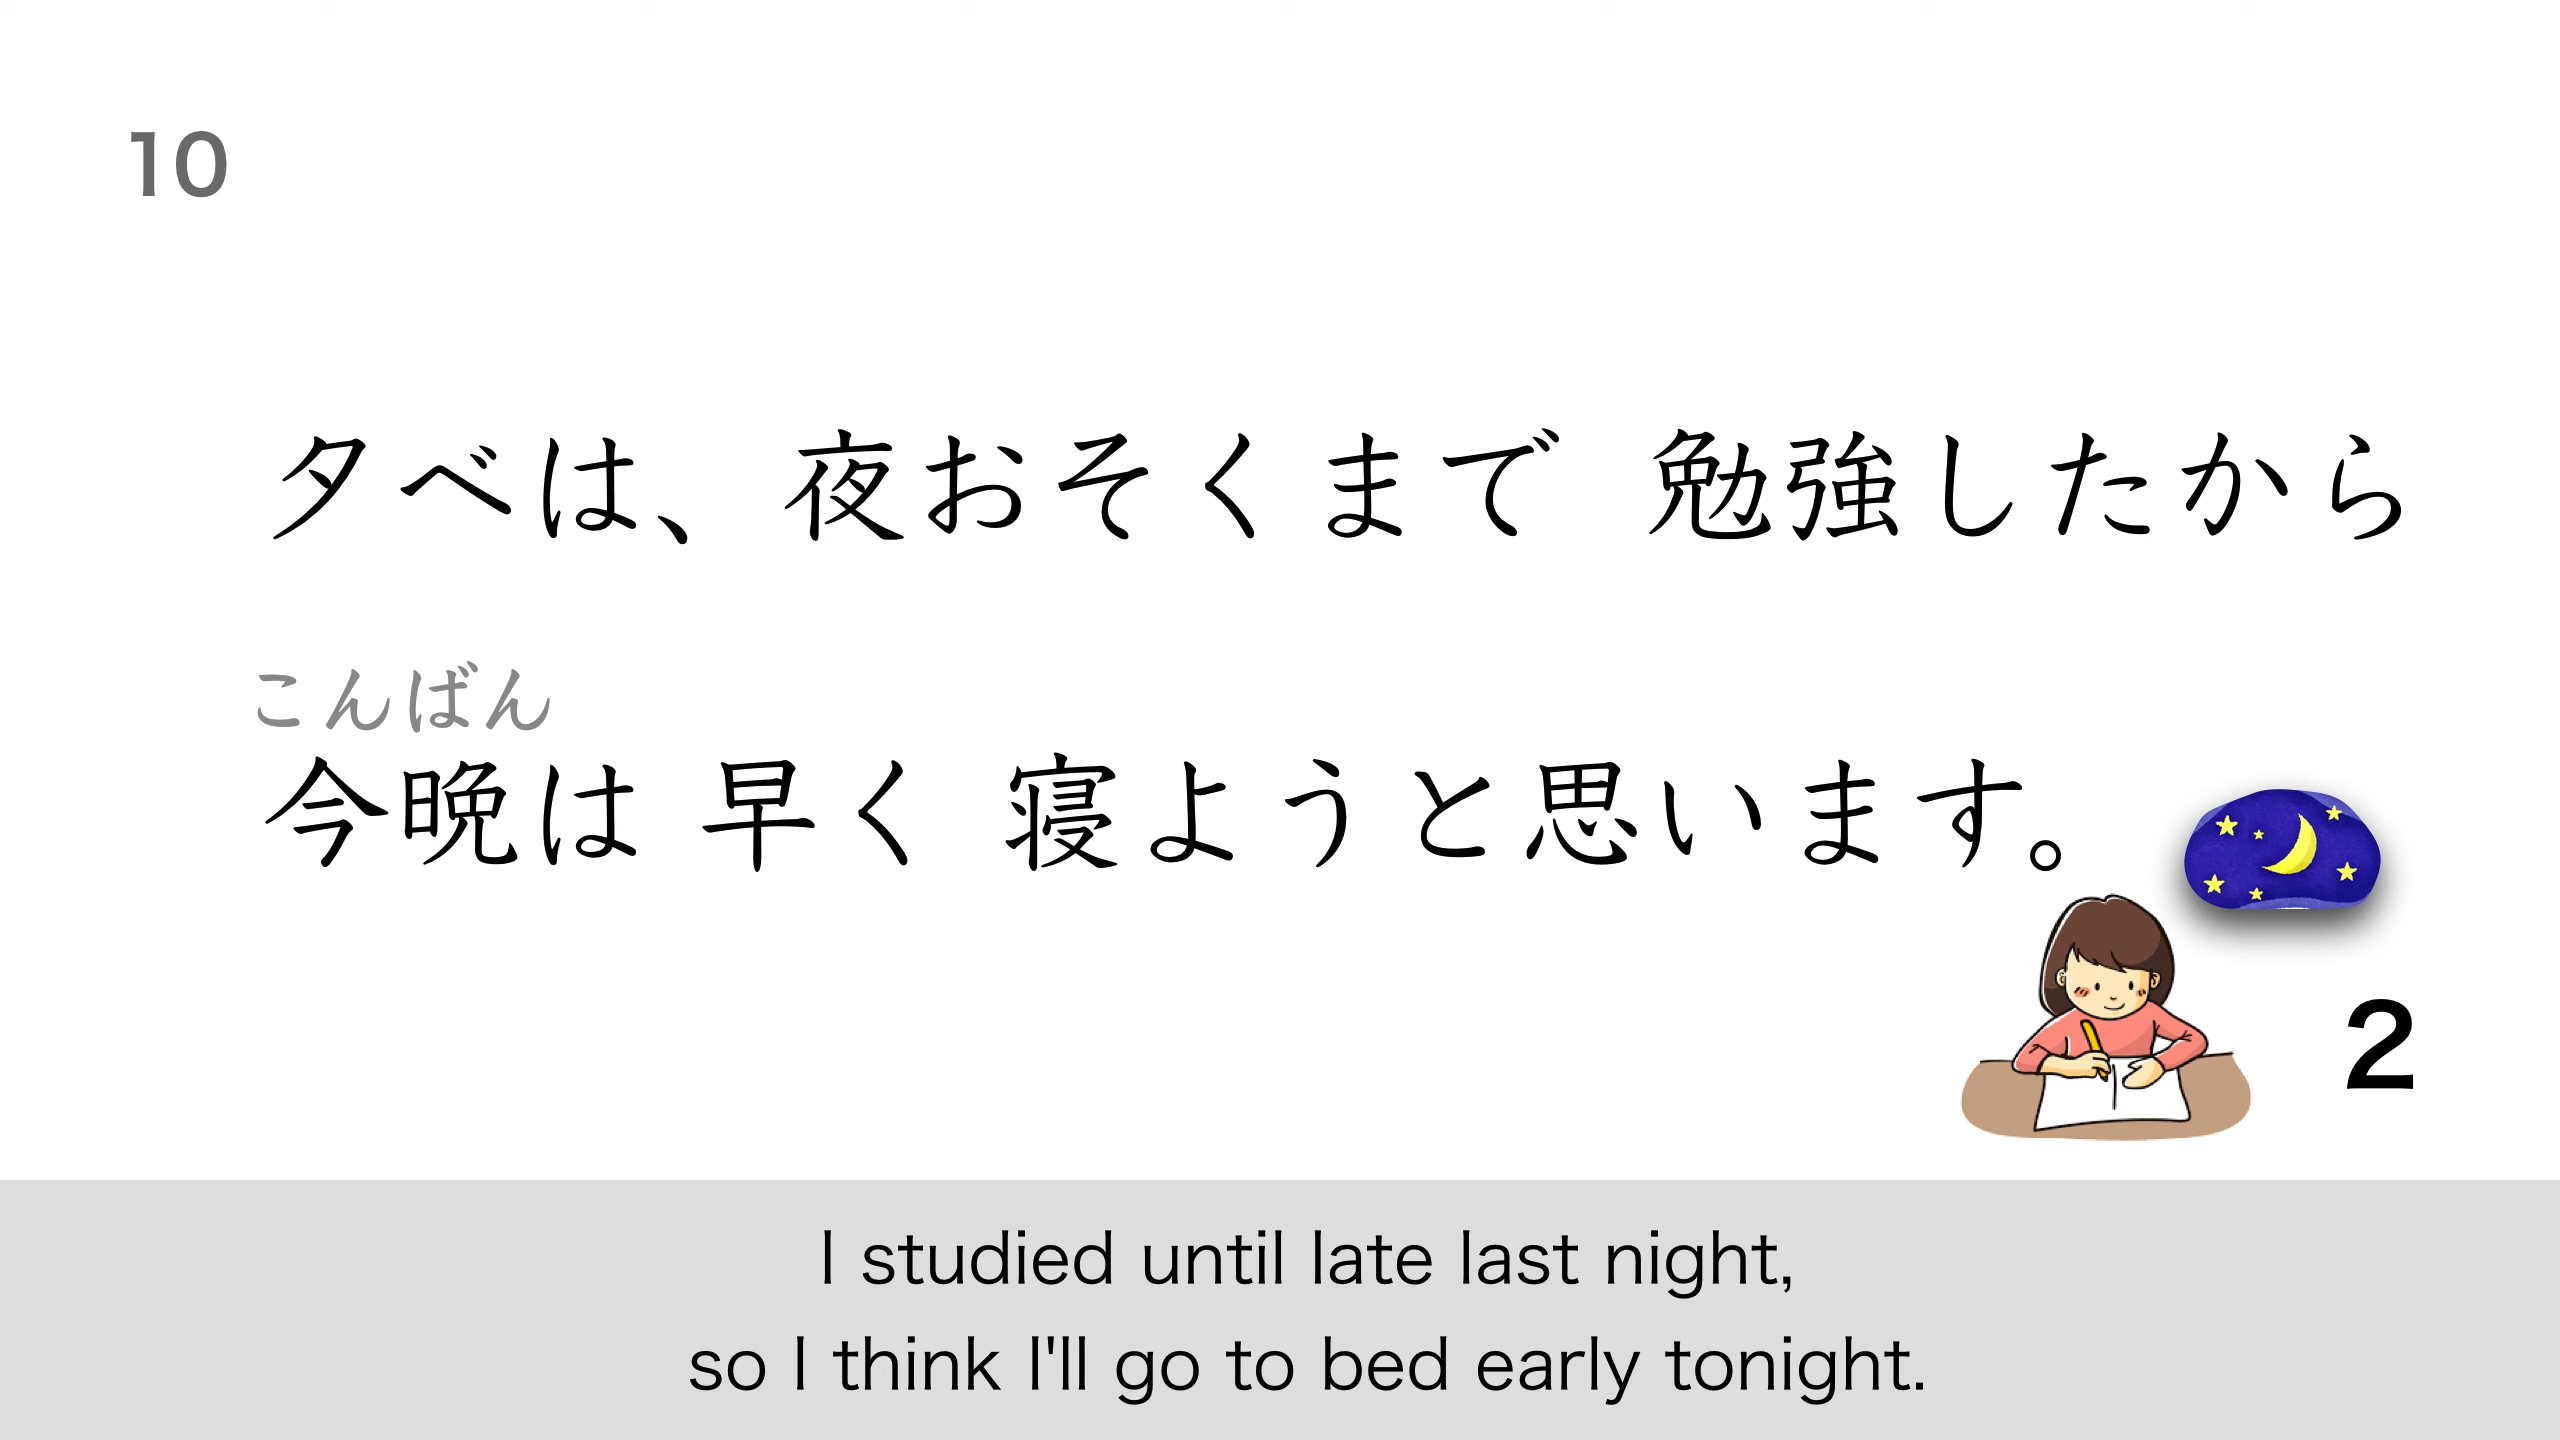 10
夕べは、夜おそくまで 勉強したから
こんばん
今晩は 早く 寝ようと思います。
2
I studied until late last night,
so I think I'll go to bed early tonight.